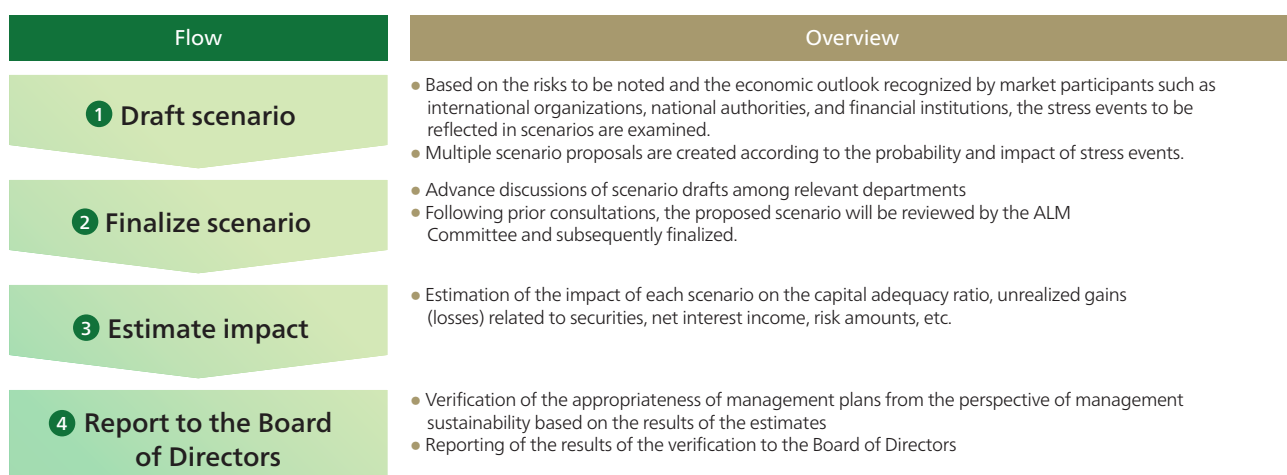 Flow
Overview
1 Draft scenario
● Based on the risks to be noted and the economic outlook recognized by market participants such as
international organizations, national authorities, and financial institutions, the stress events to be
reflected in scenarios are examined.
● Multiple scenario proposals are created according to the probability and impact of stress events.
2 Finalize scenario
● Advance discussions of scenario drafts among relevant departments
● Following prior consultations, the proposed scenario will be reviewed by the ALM
Committee and subsequently finalized.
3 Estimate impact
● Estimation of the impact of each scenario on the capital adequacy ratio, unrealized gains
(losses) related to securities, net interest income, risk amounts, etc.
4 Report to the Board
of Directors
● Verification of the appropriateness of management plans from the perspective of management
sustainability based on the results of the estimates
● Reporting of the results of the verification to the Board of Directors